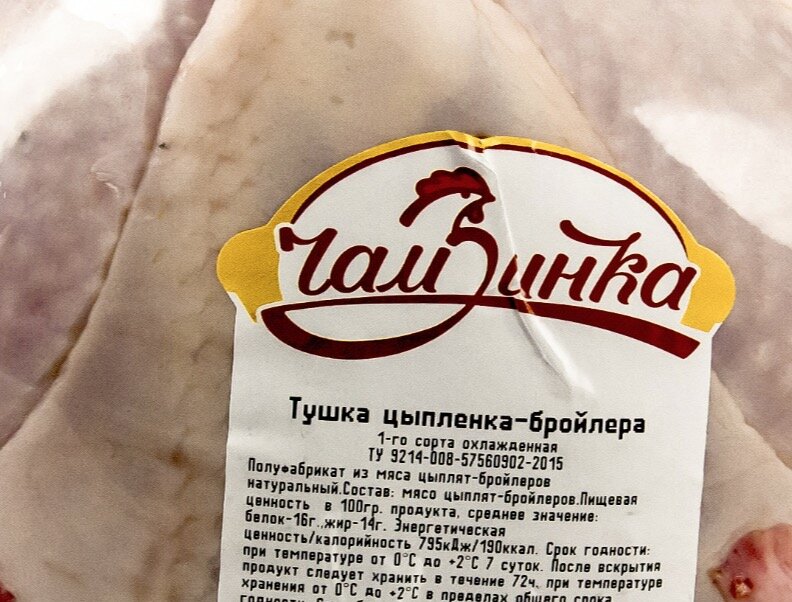 Чамзинка
Тушка цыпленка-бройлера
1-го сорта охлажденная
ТУ 9214-008-57560902-2015
Полуфабрикат из мяса цыплят-бройлеров
натуральный.Состав: мясо цыплят-бройлеров.Пищевая
ценность в 100гр. продукта, среднее значение:
белок-16г.,жир-14г. Энергетическая
ценность/калорийность 795кДж/190ккал. Срок годности:
при температуре от 0°С до +2°С 7 суток. После вскрытия
продукт следует хранить в течение 72ч. при температуре
хранения от 0°С до +2°С в пределах общего срока
годности.